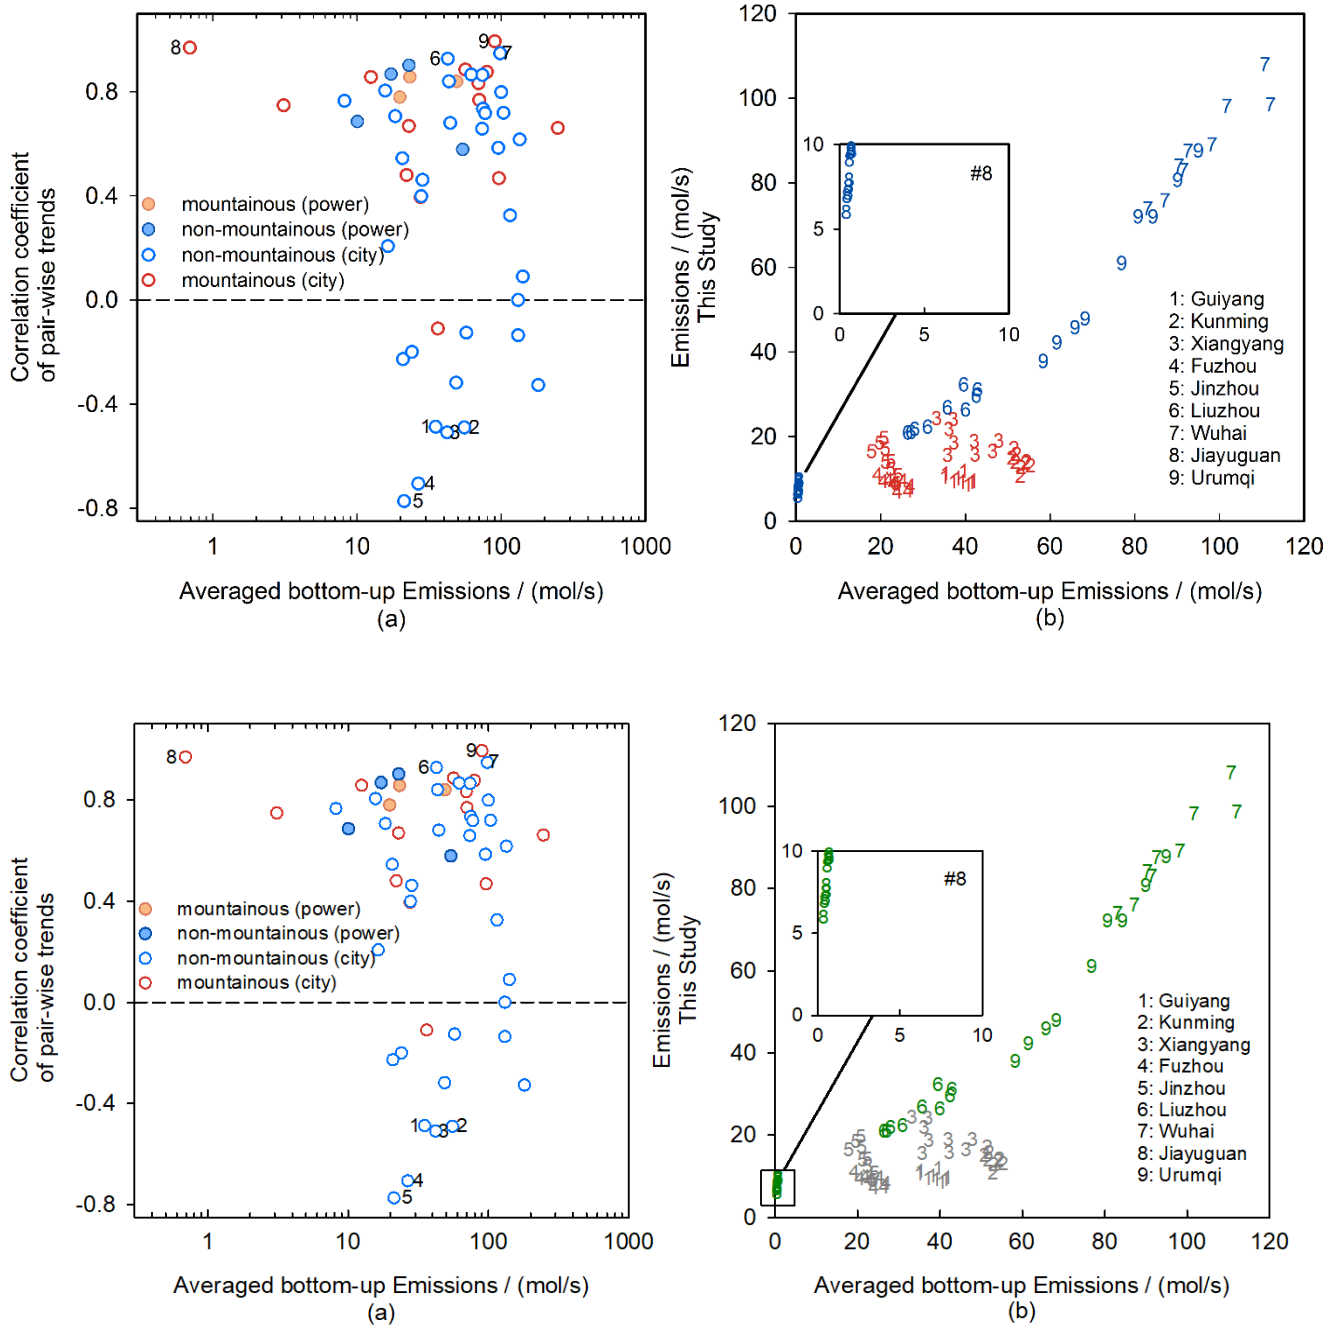 Correlation coefficient
of pair-wise trends
0.8
0.4
0.0
-0.4
-0.8
8
9
7
6
mountainous (power)
non-mountainous (power)
non-mountainous (city)
mountainous (city)
1
3
2
4
5
1 10 100 1000
Averaged bottom-up Emissions / (mol/s)
(a)
Emissions / (mol/s)
This Study
120
100
80
60
40
20
0
10
5
0
#8
0 5 10
1: Guiyang
2: Kunming
3: Xiangyang
4: Fuzhou
5: Jinzhou
6: Liuzhou
7: Wuhai
8: Jiayuguan
9: Urumqi
0 20 40 60 80 100 120
Averaged bottom-up Emissions / (mol/s)
(b)
Correlation coefficient
of pair-wise trends
0.8
0.4
0.0
-0.4
-0.8
8
9
7
6
mountainous (power)
non-mountainous (power)
non-mountainous (city)
mountainous (city)
1
3
2
4
5
1 10 100 1000
Averaged bottom-up Emissions / (mol/s)
(a)
Emissions / (mol/s)
This Study
120
100
80
60
40
20
0
10
5
0
#8
0 5 10
1: Guiyang
2: Kunming
3: Xiangyang
4: Fuzhou
5: Jinzhou
6: Liuzhou
7: Wuhai
8: Jiayuguan
9: Urumqi
0 20 40 60 80 100 120
Averaged bottom-up Emissions / (mol/s)
(b)